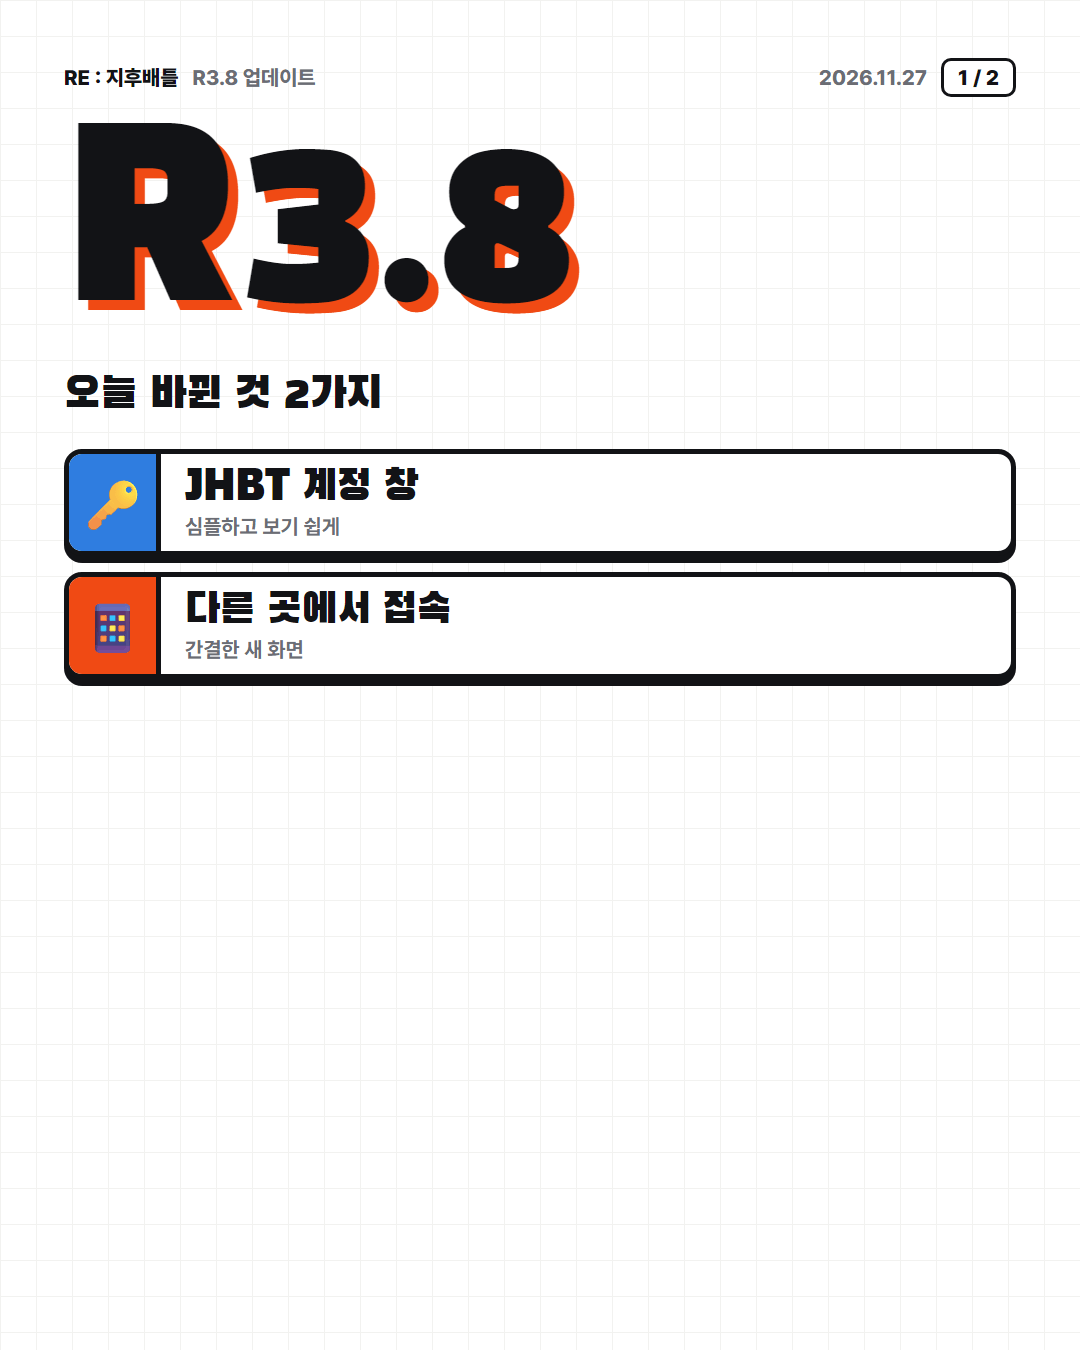 RE : 지후배틀 R3.8 업데이트
2026.11.27 1 / 2
R3.8
오늘 바뀐 것 2가지
JHBT 계정 창
심플하고 보기 쉽게
다른 곳에서 접속
간결한 새 화면